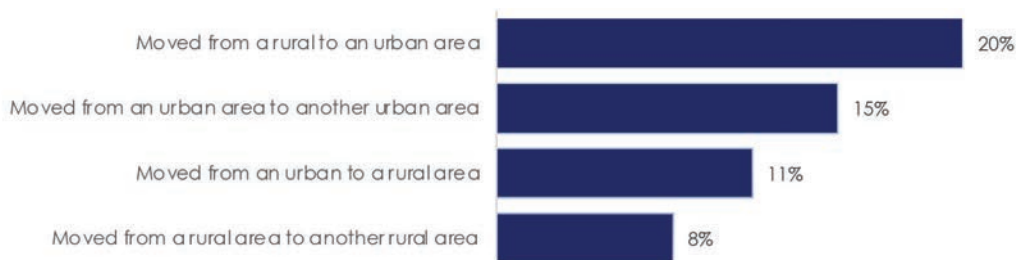 Moved from a rural to an urban area 20%
Moved from an urban area to another urban area 15%
Moved from an urban to a rural area 11%
Moved from a rural area to another rural area 8%